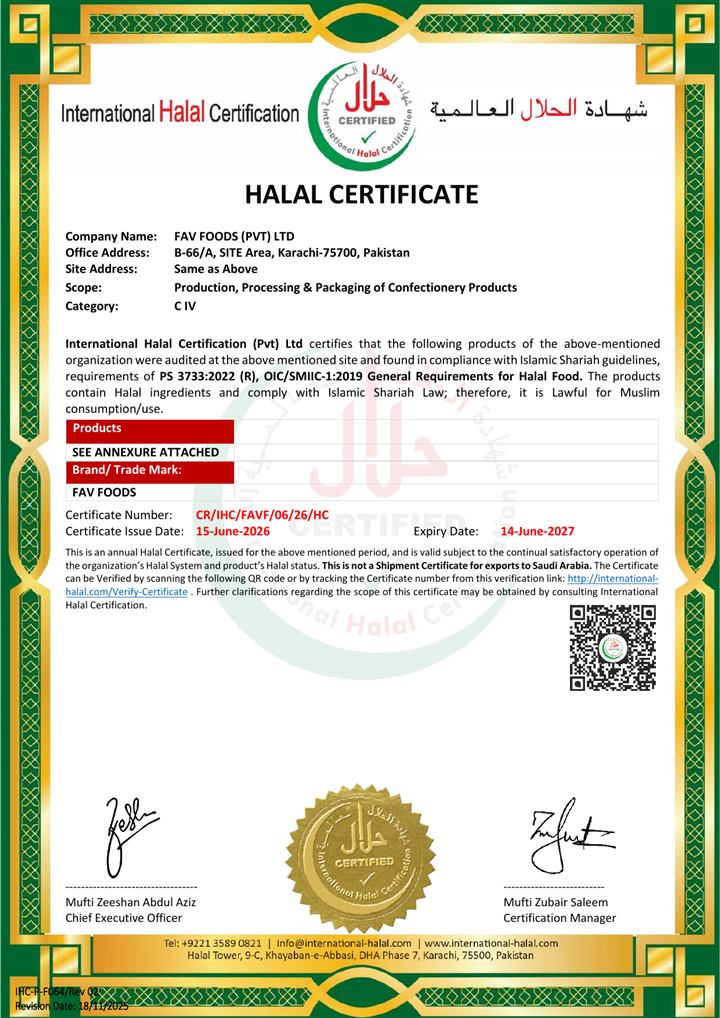 International Halal Certification
شهادة الحلال العالمية
حلال
CERTIFIED
International Halal Certification
شهادة الحلال العالمية
HALAL CERTIFICATE
Company Name: FAV FOODS (PVT) LTD
Office Address: B-66/A, SITE Area, Karachi-75700, Pakistan
Site Address: Same as Above
Scope: Production, Processing & Packaging of Confectionery Products
Category: C IV
International Halal Certification (Pvt) Ltd certifies that the following products of the above-mentioned
organization were audited at the above mentioned site and found in compliance with Islamic Shariah guidelines,
requirements of PS 3733:2022 (R), OIC/SMIIC-1:2019 General Requirements for Halal Food. The products
contain Halal ingredients and comply with Islamic Shariah Law; therefore, it is Lawful for Muslim
consumption/use.
Products
SEE ANNEXURE ATTACHED
Brand/ Trade Mark:
FAV FOODS
Certificate Number: CR/IHC/FAVF/06/26/HC
Certificate Issue Date: 15-June-2026 Expiry Date: 14-June-2027
This is an annual Halal Certificate, issued for the above mentioned period, and is valid subject to the continual satisfactory operation of
the organization's Halal System and product's Halal status. This is not a Shipment Certificate for exports to Saudi Arabia. The Certificate
can be Verified by scanning the following QR code or by tracking the Certificate number from this verification link: http://international-
halal.com/Verify-Certificate . Further clarifications regarding the scope of this certificate may be obtained by consulting International
Halal Certification.
حلال
CERTIFIED
International Halal Certification
شهادة الحلال العالمية
Mufti Zeeshan Abdul Aziz
Chief Executive Officer
Mufti Zubair Saleem
Certification Manager
Tel: +9221 3589 0821 | Info@international-halal.com | www.international-halal.com
Halal Tower, 9-C, Khayaban-e-Abbasi, DHA Phase 7, Karachi, 75500, Pakistan
IHC-P-F064/Rev 02
Revision Date: 18/11/2025